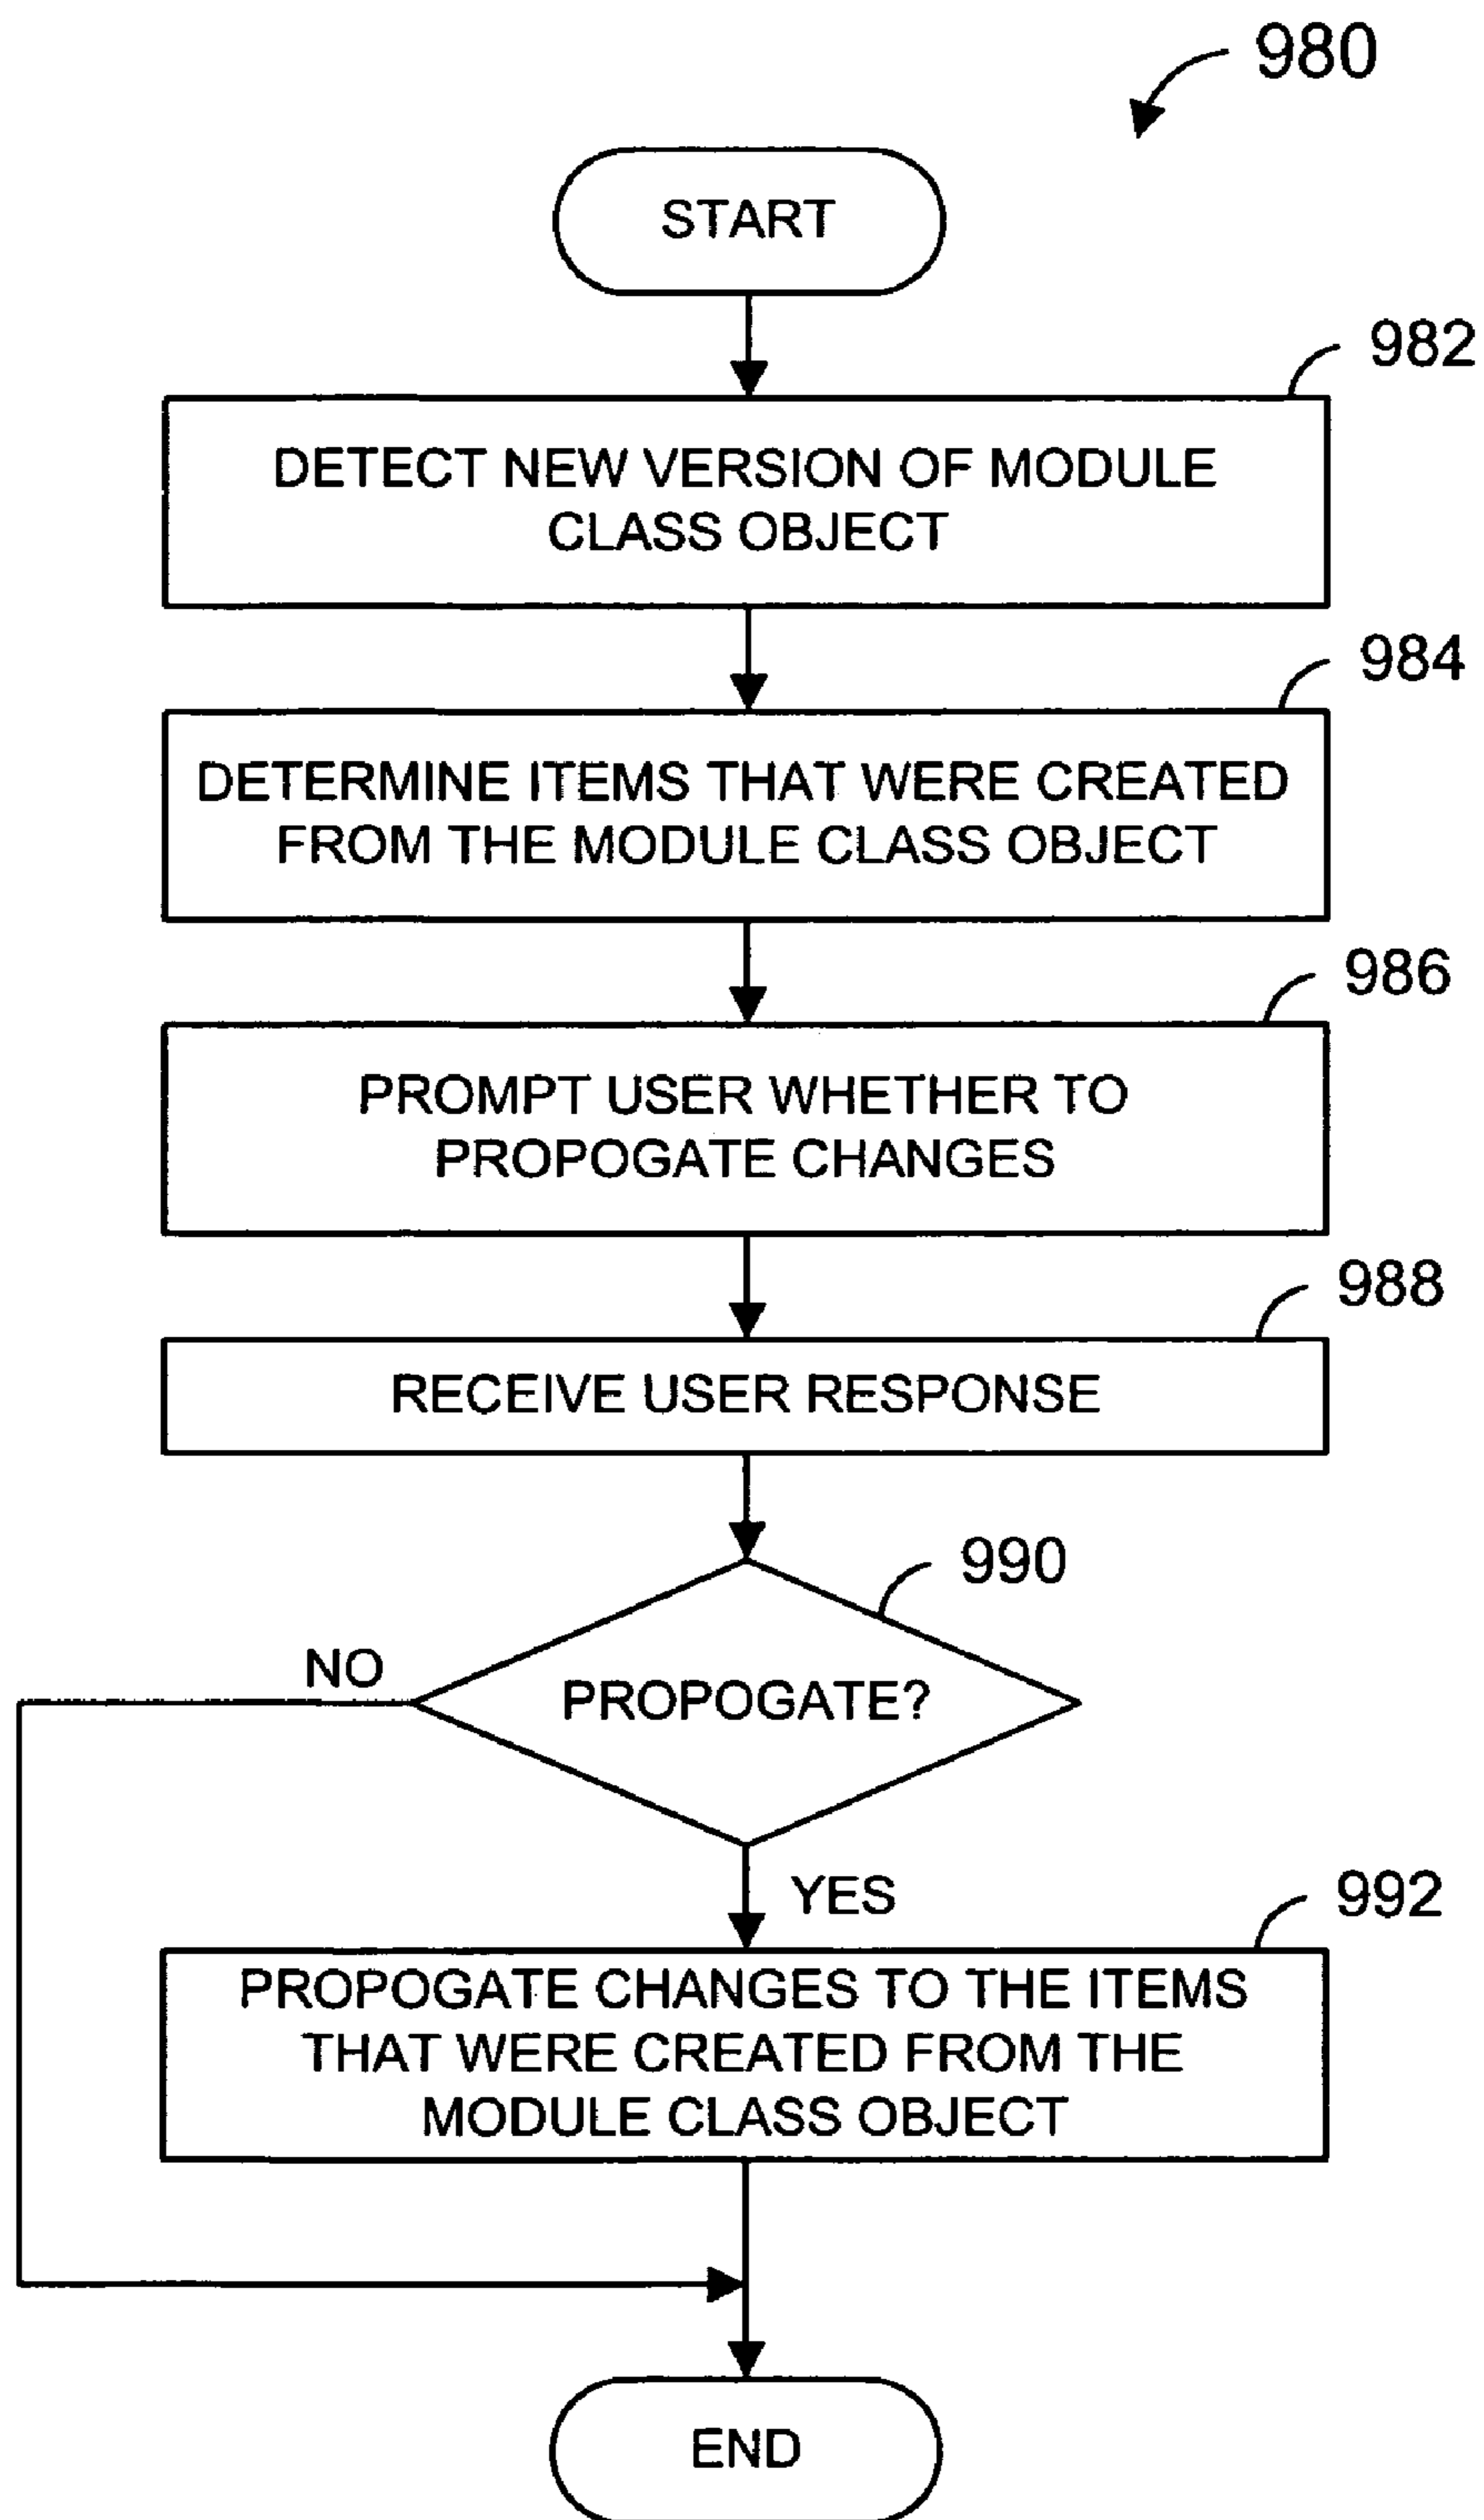 980
START
982
DETECT NEW VERSION OF MODULE
CLASS OBJECT
984
DETERMINE ITEMS THAT WERE CREATED
FROM THE MODULE CLASS OBJECT
986
PROMPT USER WHETHER TO
PROPOGATE CHANGES
988
RECEIVE USER RESPONSE
990
NO
PROPOGATE?
YES
992
PROPOGATE CHANGES TO THE ITEMS
THAT WERE CREATED FROM THE
MODULE CLASS OBJECT
END